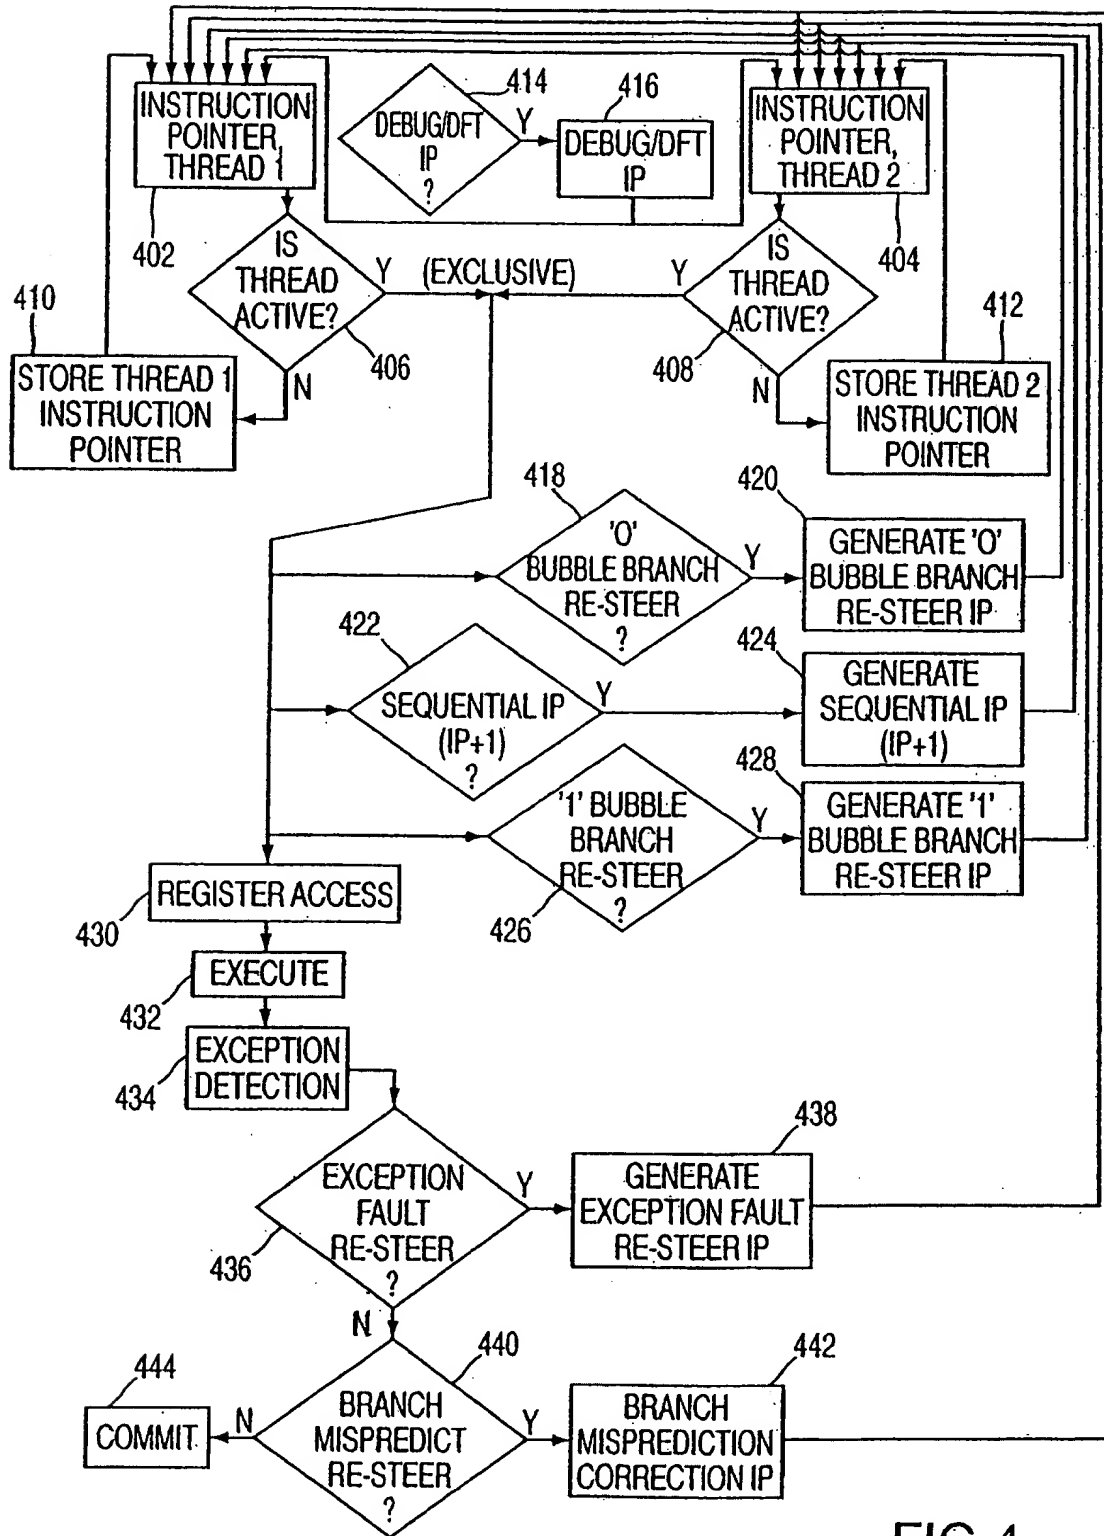 INSTRUCTION
POINTER,
THREAD 1
402
DEBUG/DFT
IP
?
414
Y
416
DEBUG/DFT
IP
INSTRUCTION
POINTER,
THREAD 2
404
IS
THREAD
ACTIVE?
406
Y
(EXCLUSIVE)
Y
IS
THREAD
ACTIVE?
408
410
N
STORE THREAD 1
INSTRUCTION
POINTER
412
N
STORE THREAD 2
INSTRUCTION
POINTER
418
'0'
BUBBLE BRANCH
RE-STEER
?
Y
420
GENERATE '0'
BUBBLE BRANCH
RE-STEER IP
422
SEQUENTIAL IP
(IP+1)
?
Y
424
GENERATE
SEQUENTIAL IP
(IP+1)
'1' BUBBLE
BRANCH
RE-STEER
?
426
Y
428
GENERATE '1'
BUBBLE BRANCH
RE-STEER IP
REGISTER ACCESS
430
EXECUTE
432
EXCEPTION
DETECTION
434
EXCEPTION
FAULT
RE-STEER
?
436
Y
438
GENERATE
EXCEPTION FAULT
RE-STEER IP
N
440
BRANCH
MISPREDICT
RE-STEER
?
Y
442
BRANCH
MISPREDICTION
CORRECTION IP
N
444
COMMIT
FIG.4